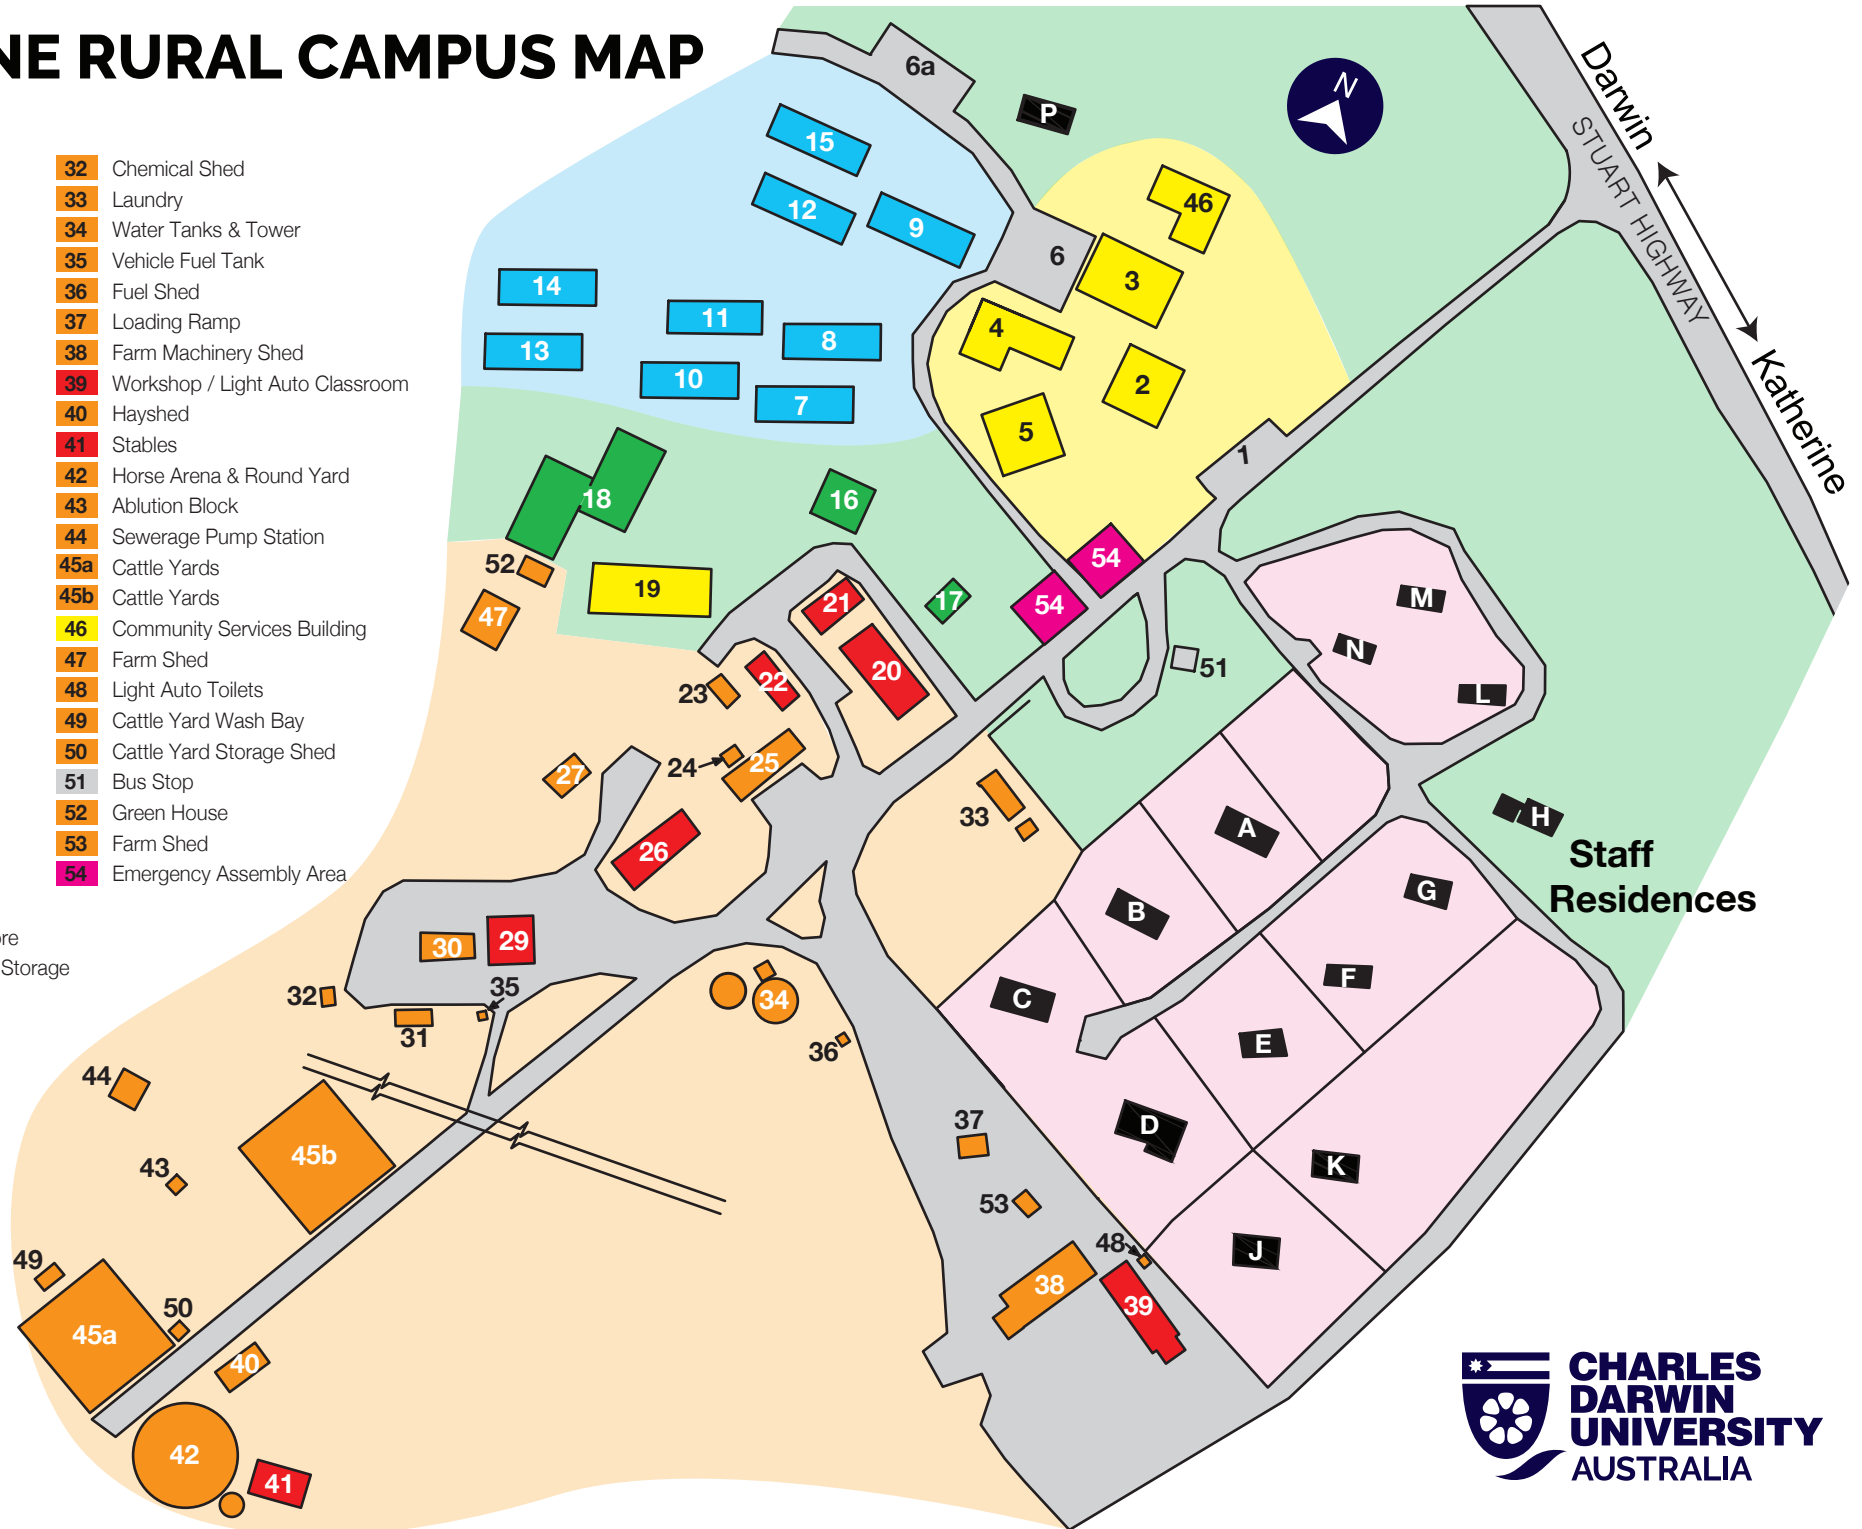 NE RURAL CAMPUS MAP
32 Chemical Shed
33 Laundry
34 Water Tanks & Tower
35 Vehicle Fuel Tank
36 Fuel Shed
37 Loading Ramp
38 Farm Machinery Shed
39 Workshop / Light Auto Classroom
40 Hayshed
41 Stables
42 Horse Arena & Round Yard
43 Ablution Block
44 Sewerage Pump Station
45a Cattle Yards
45b Cattle Yards
46 Community Services Building
47 Farm Shed
48 Light Auto Toilets
49 Cattle Yard Wash Bay
50 Cattle Yard Storage Shed
51 Bus Stop
52 Green House
53 Farm Shed
54 Emergency Assembly Area
re
Storage
6a
P
N
Darwin
STUART HIGHWAY
Katherine
15
12
9
46
6
3
14
11
8
4
13
10
7
2
5
1
18
16
52
19
47
21
17
54
54
20
22
23
24
25
27
26
51
M
N
L
33
A
B
H
Staff
Residences
G
30
29
C
F
32
35
31
34
36
E
44
37
D
45b
43
53
K
49
48
J
50
38
39
45a
40
42
41
CHARLES
DARWIN
UNIVERSITY
AUSTRALIA